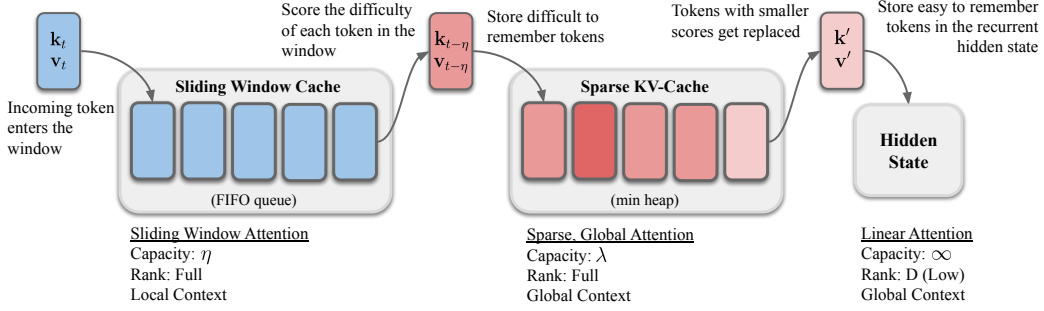 k_t
v_t
Incoming token
enters the
window
Sliding Window Cache
(FIFO queue)
Sliding Window Attention
Capacity: η
Rank: Full
Local Context
Score the difficulty
of each token in the
window
k_{t−η}
v_{t−η}
Store difficult to
remember tokens
Sparse KV-Cache
(min heap)
Sparse, Global Attention
Capacity: λ
Rank: Full
Global Context
Tokens with smaller
scores get replaced
k′
v′
Store easy to remember
tokens in the recurrent
hidden state
Hidden
State
Linear Attention
Capacity: ∞
Rank: D (Low)
Global Context